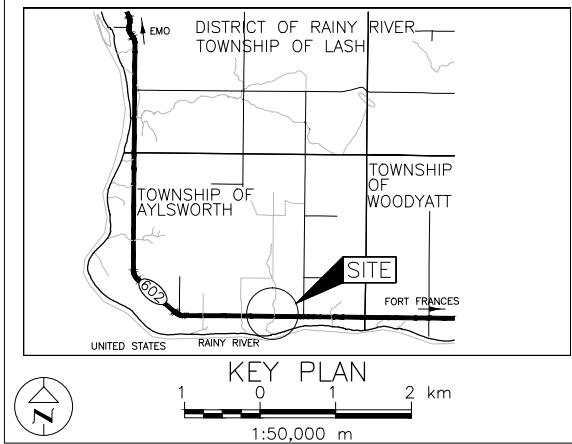 EMO
DISTRICT OF RAINY RIVER
TOWNSHIP OF LASH
TOWNSHIP OF
AYLSWORTH
TOWNSHIP
OF
WOODYATT
602
SITE
FORT FRANCES
UNITED STATES
RAINY RIVER
KEY PLAN
1 0 1 2 km
1:50,000 m
N